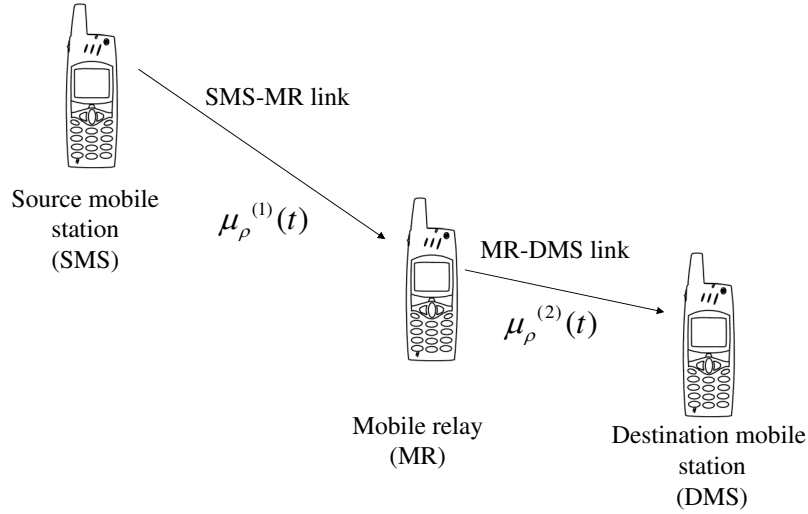 SMS-MR link
Source mobile
station
(SMS)
μρ(1)(t)
MR-DMS link
μρ(2)(t)
Mobile relay
(MR)
Destination mobile
station
(DMS)